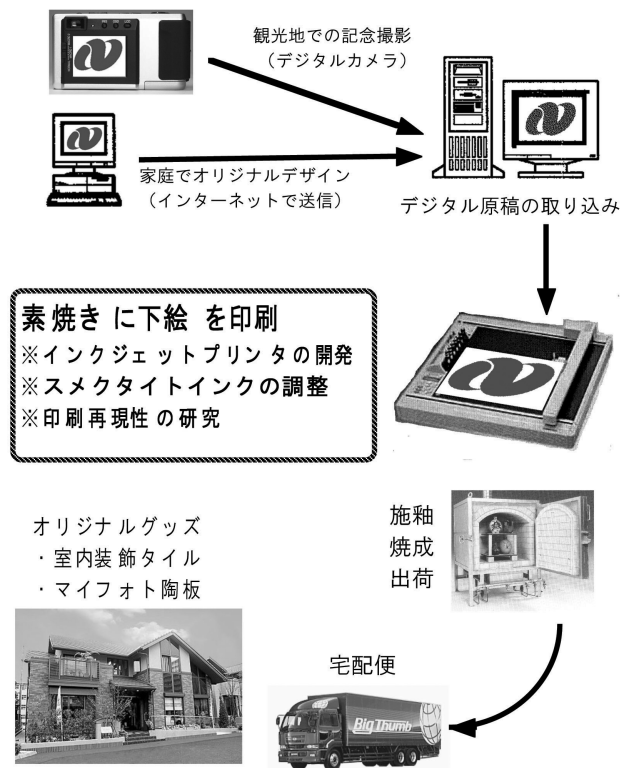 観光地での記念撮影
（デジタルカメラ）
家庭でオリジナルデザイン
（インターネットで送信）
デジタル原稿の取り込み
素焼きに下絵を印刷
※インクジェットプリンタの開発
※スメクタイトインクの調整
※印刷再現性の研究
オリジナルグッズ
・室内装飾タイル
・マイフォト陶板
施釉
焼成
出荷
宅配便
BigThumb